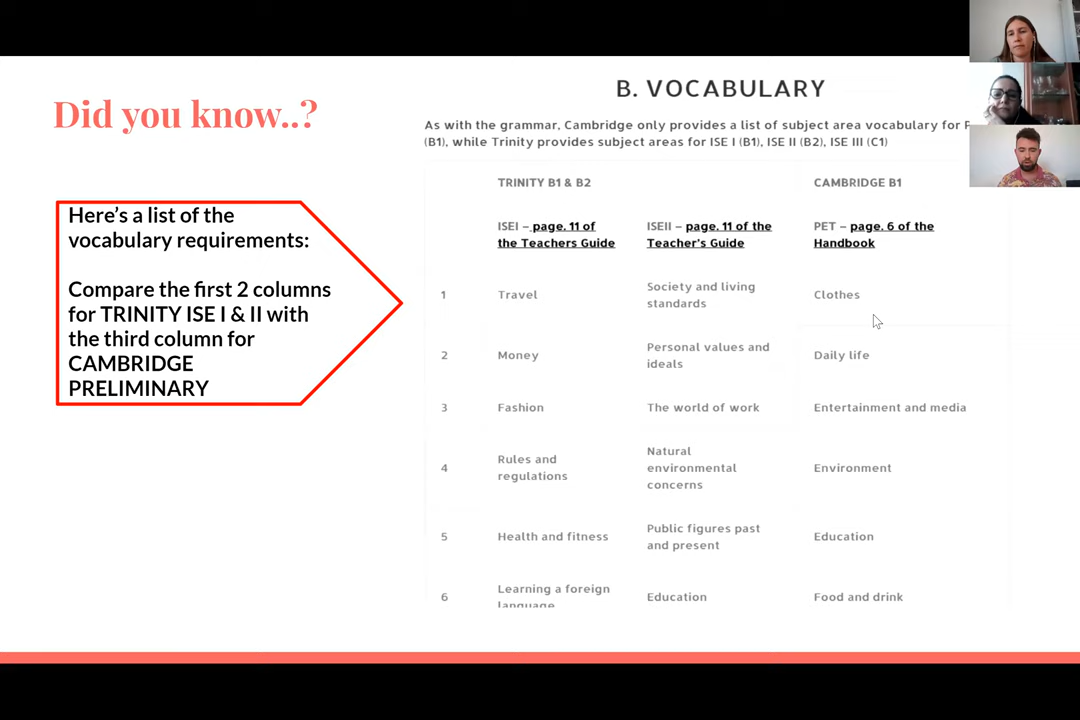 Did you know..?
Here's a list of the
vocabulary requirements:
Compare the first 2 columns
for TRINITY ISE I & II with
the third column for
CAMBRIDGE
PRELIMINARY
B. VOCABULARY
As with the grammar, Cambridge only provides a list of subject area vocabulary for
(B1), while Trinity provides subject areas for ISE I (B1), ISE II (B2), ISE III (C1)
TRINITY B1 & B2 CAMBRIDGE B1
ISEI – page. 11 of
the Teachers Guide
ISEII – page. 11 of the
Teacher's Guide
PET – page. 6 of the
Handbook
1 Travel
Society and living
standards
Clothes
2 Money
Personal values and
ideals
Daily life
3 Fashion The world of work Entertainment and media
4
Rules and
regulations
Natural
environmental
concerns
Environment
5 Health and fitness
Public figures past
and present
Education
6
Learning a foreign
language
Education
Food and drink